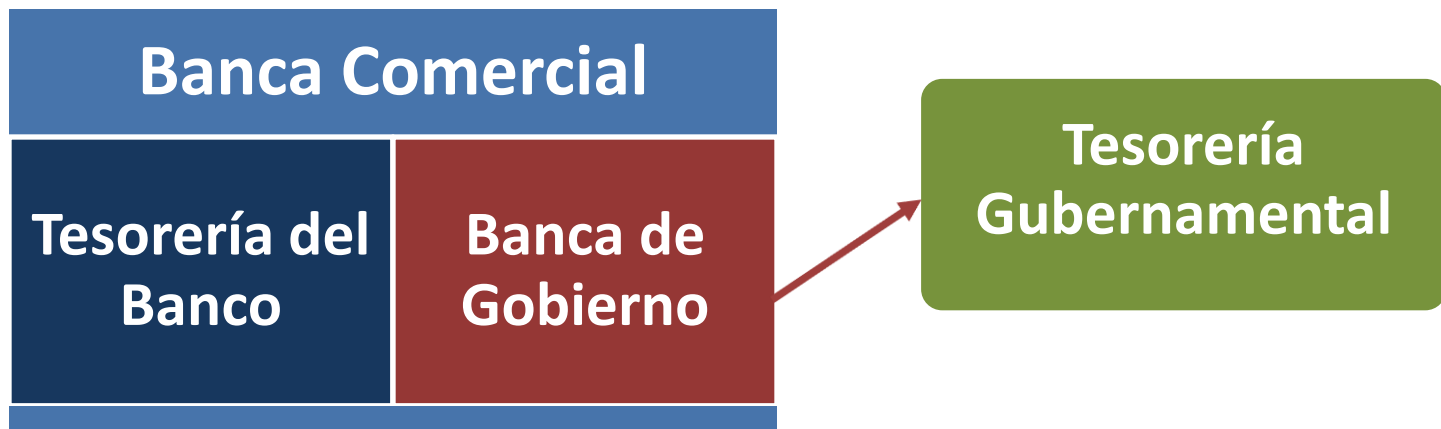 Banca Comercial
Tesorería del
Banco
Banca de
Gobierno
Tesorería
Gubernamental